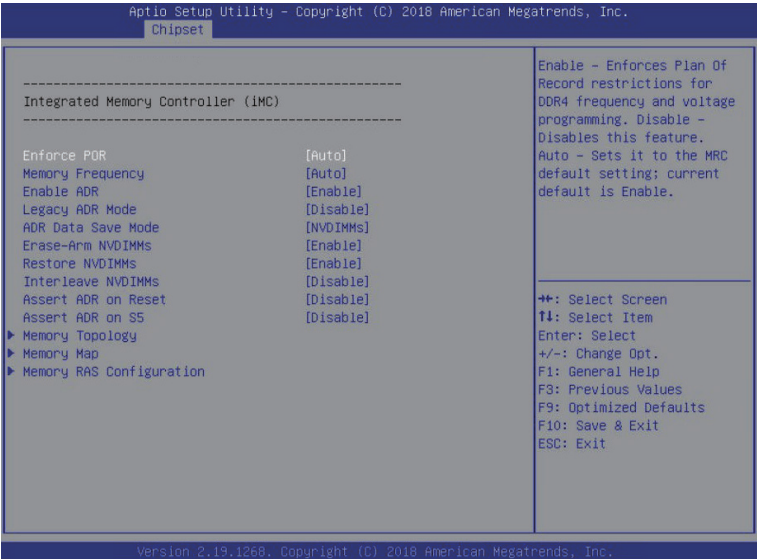 Aptio Setup Utility – Copyright (C) 2018 American Megatrends, Inc.
Chipset
--------------------------------------------------
Integrated Memory Controller (iMC)
--------------------------------------------------
Enforce POR [Auto]
Memory Frequency [Auto]
Enable ADR [Enable]
Legacy ADR Mode [Disable]
ADR Data Save Mode [NVDIMMs]
Erase-Arm NVDIMMs [Enable]
Restore NVDIMMs [Enable]
Interleave NVDIMMs [Disable]
Assert ADR on Reset [Disable]
Assert ADR on S5 [Disable]
Memory Topology
Memory Map
Memory RAS Configuration
Enable – Enforces Plan Of
Record restrictions for
DDR4 frequency and voltage
programming. Disable –
Disables this feature.
Auto – Sets it to the MRC
default setting; current
default is Enable.
→←: Select Screen
↑↓: Select Item
Enter: Select
+/-: Change Opt.
F1: General Help
F3: Previous Values
F9: Optimized Defaults
F10: Save & Exit
ESC: Exit
Version 2.19.1268. Copyright (C) 2018 American Megatrends, Inc.